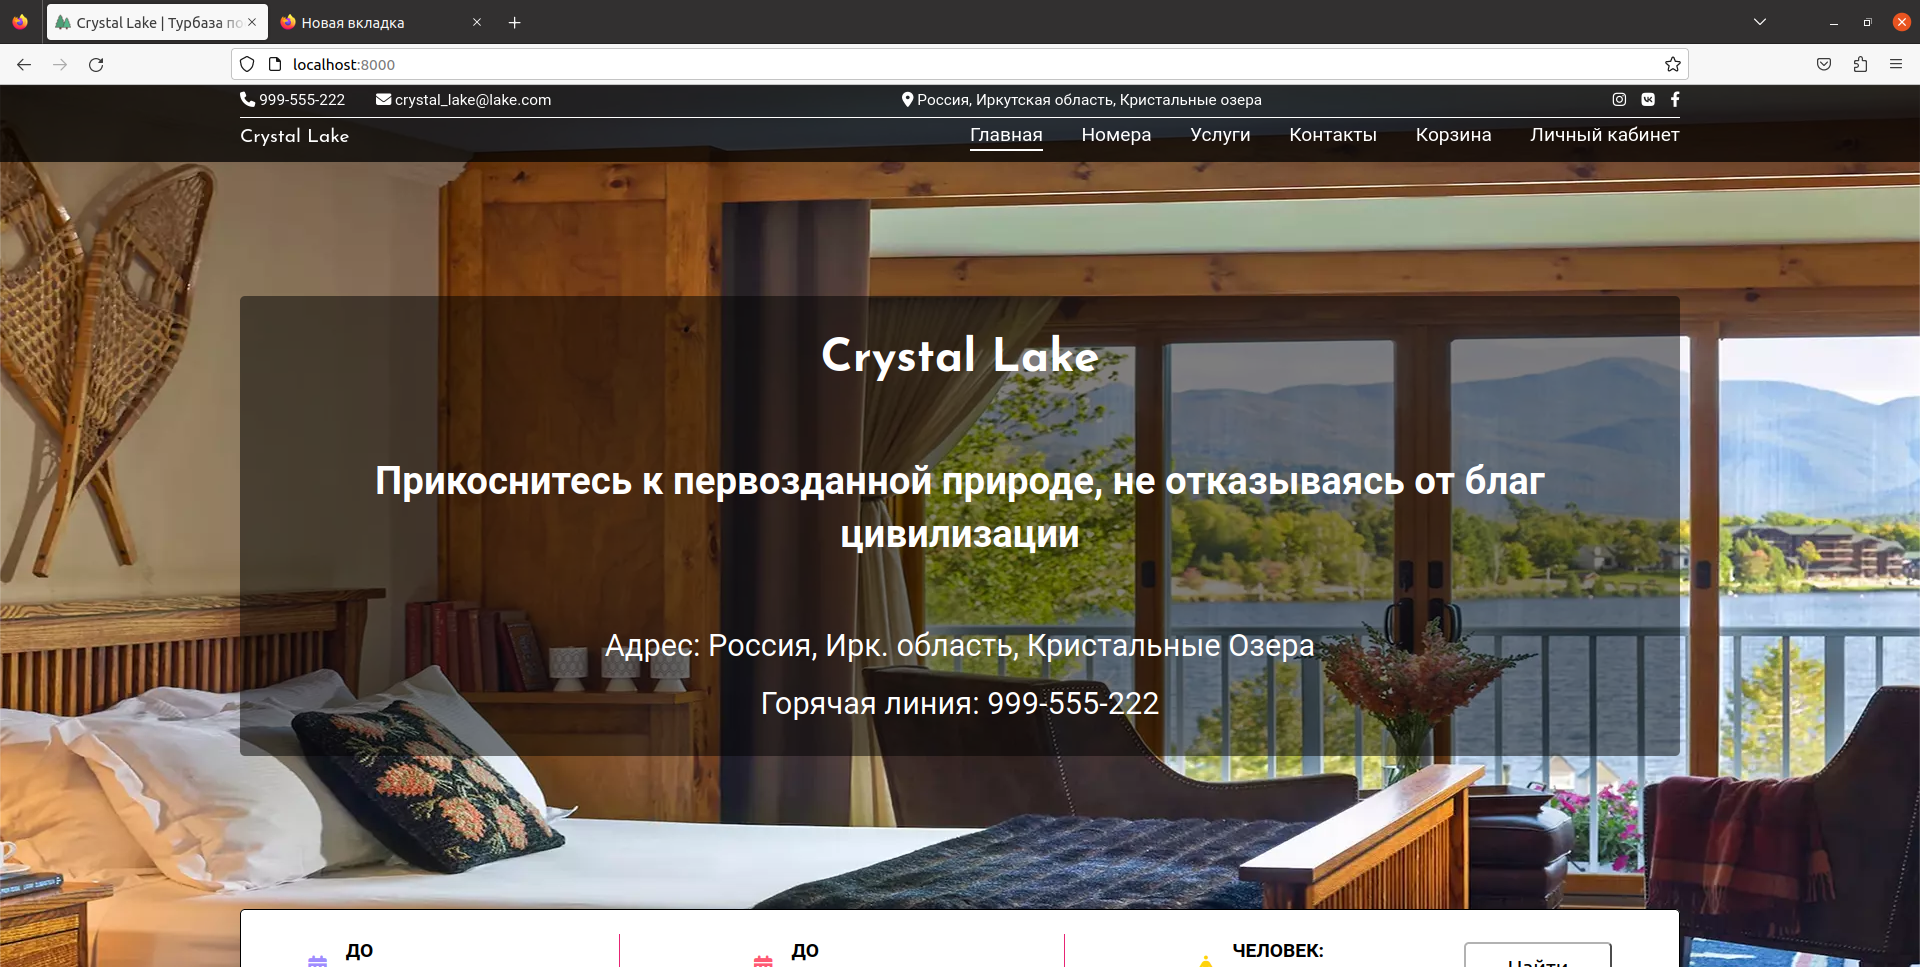 Crystal Lake | Турбаза по
Новая вкладка
localhost:8000
999-555-222
crystal_lake@lake.com
Россия, Иркутская область, Кристальные озера
Crystal Lake
Главная
Номера
Услуги
Контакты
Корзина
Личный кабинет
Crystal Lake
Прикоснитесь к первозданной природе, не отказываясь от благ
цивилизации
Адрес: Россия, Ирк. область, Кристальные Озера
Горячая линия: 999-555-222
ДО
ДО
ЧЕЛОВЕК:
Найти